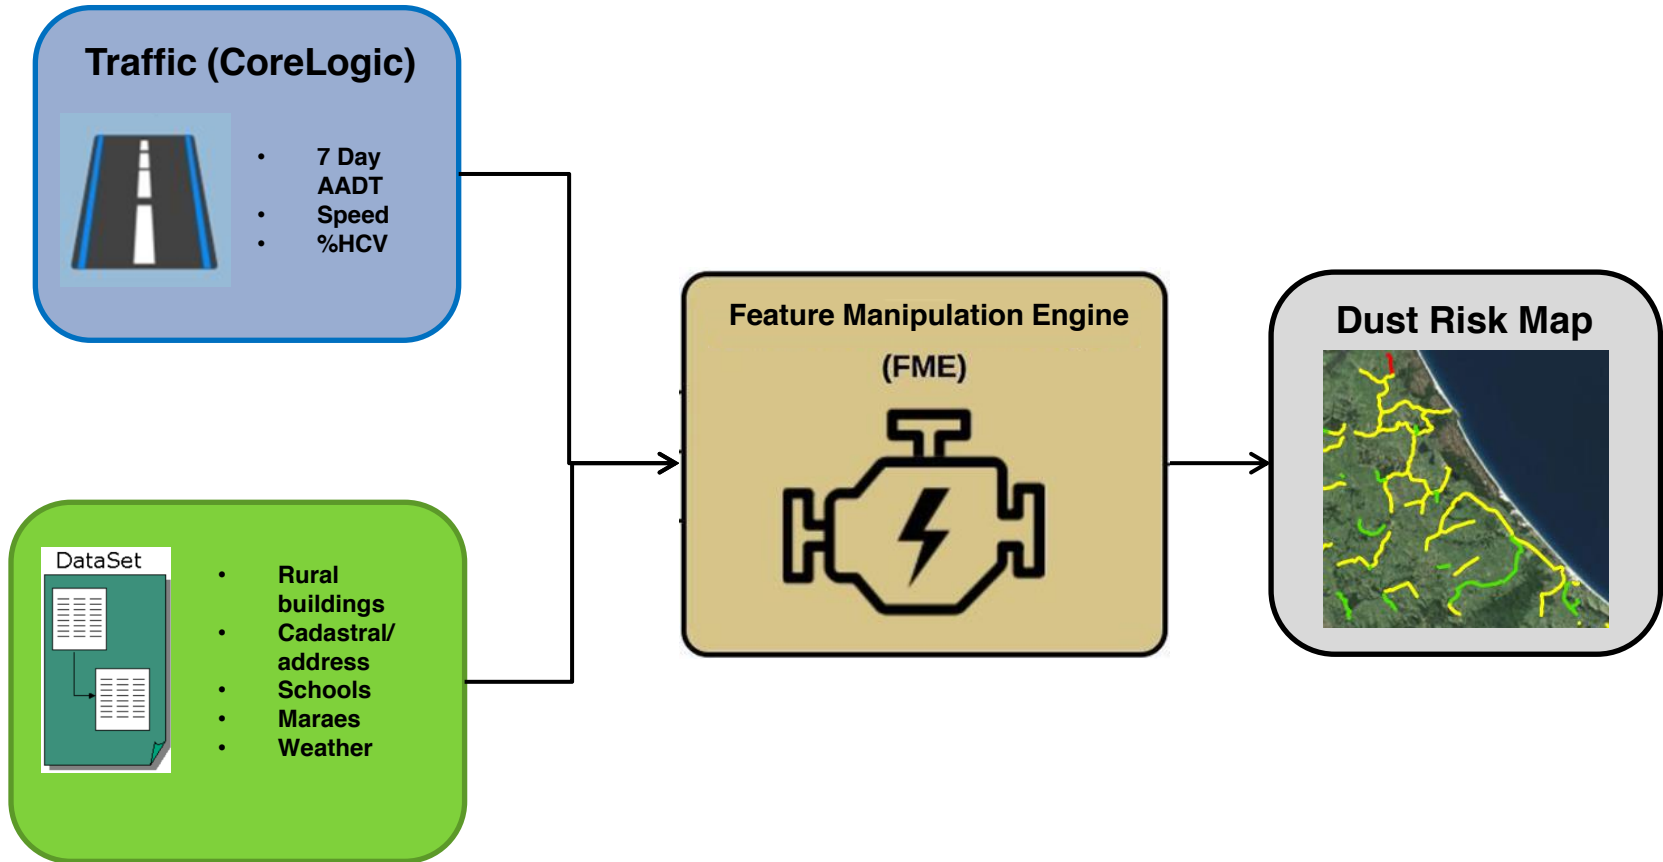 Traffic (CoreLogic)
• 7 Day
AADT
• Speed
• %HCV
DataSet
• Rural
buildings
• Cadastral/
address
• Schools
• Maraes
• Weather
Feature Manipulation Engine
(FME)
Dust Risk Map